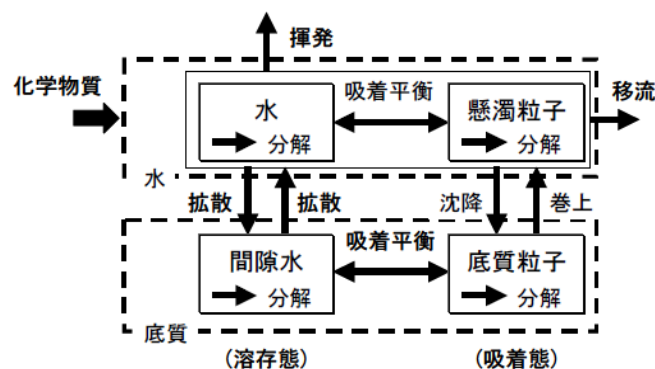 揮発
化学物質
吸着平衡
移流
水
懸濁粒子
分解
分解
水
拡散
拡散
沈降
巻上
間隙水
吸着平衡
底質粒子
分解
分解
底質
(溶存態)
(吸着態)